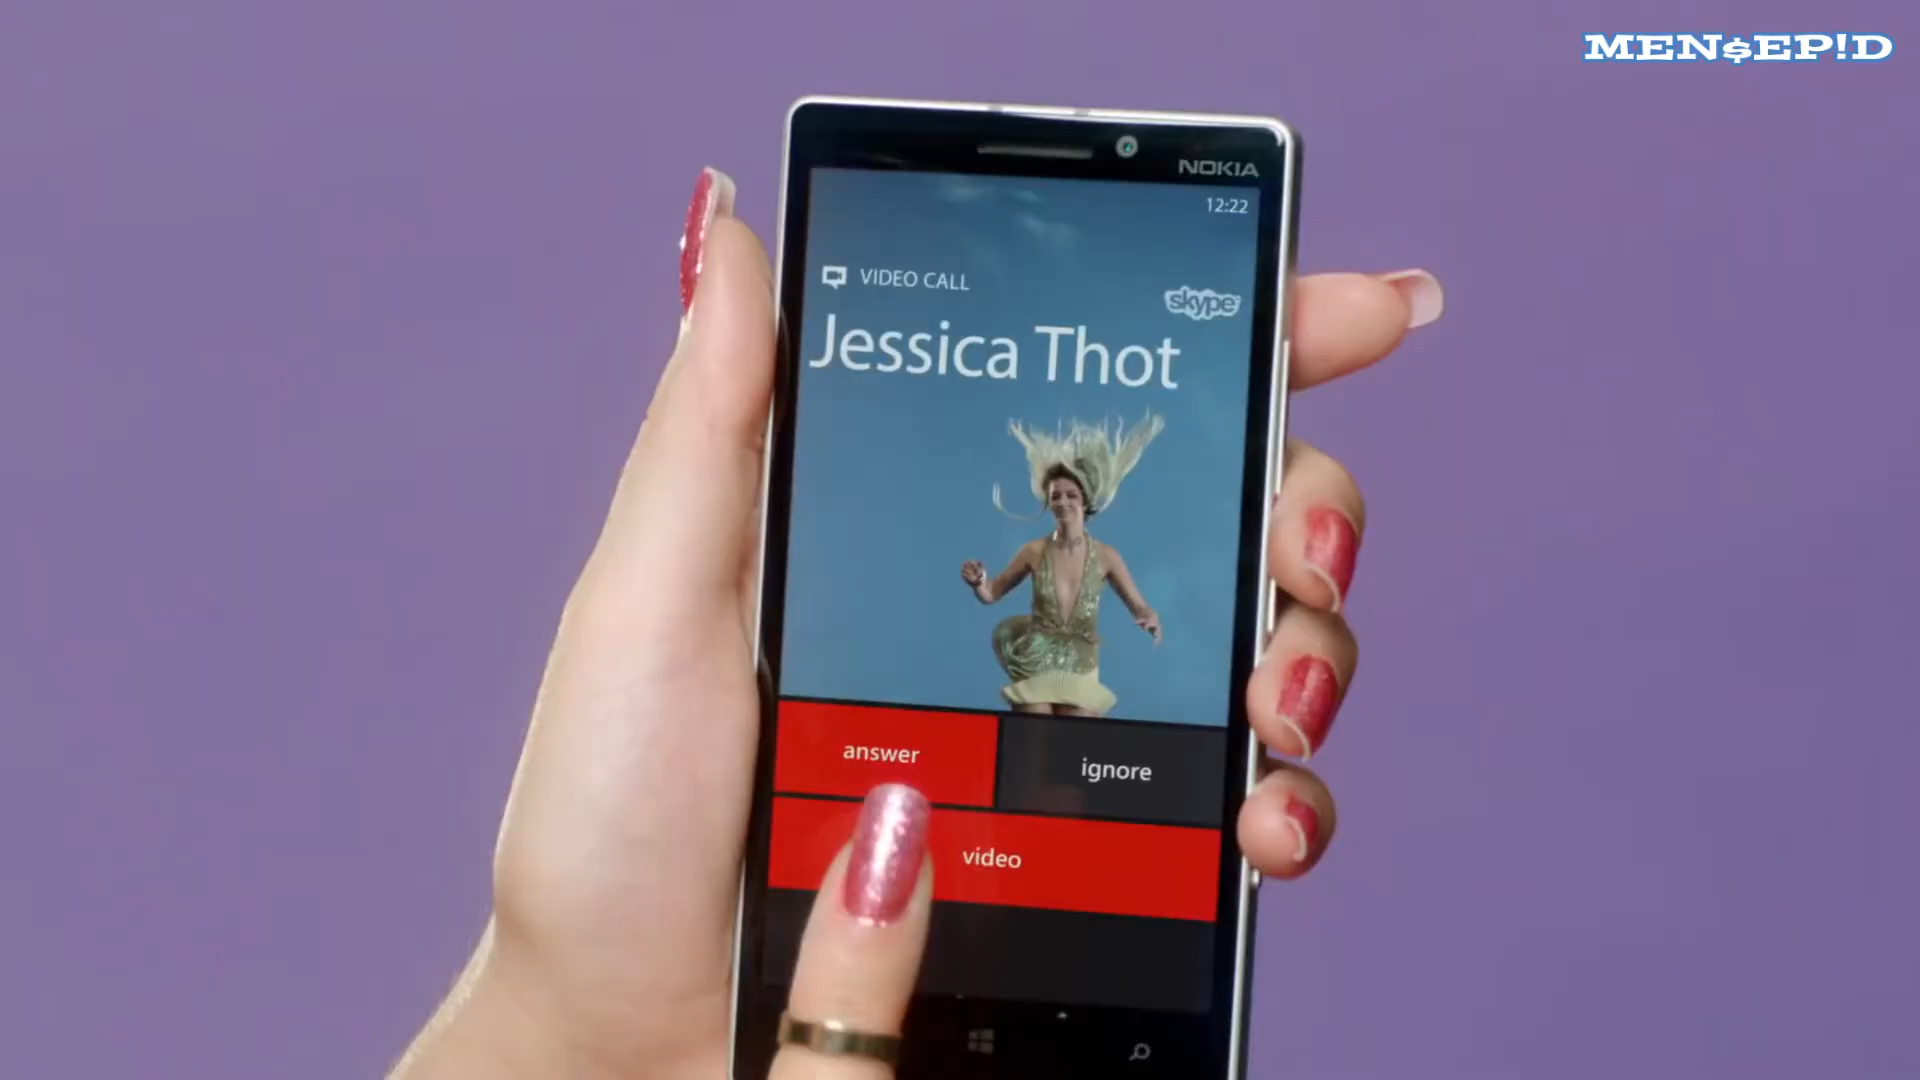 MEN$EP!D
NOKIA
12:22
VIDEO CALL
skype
Jessica Thot
answer
ignore
video